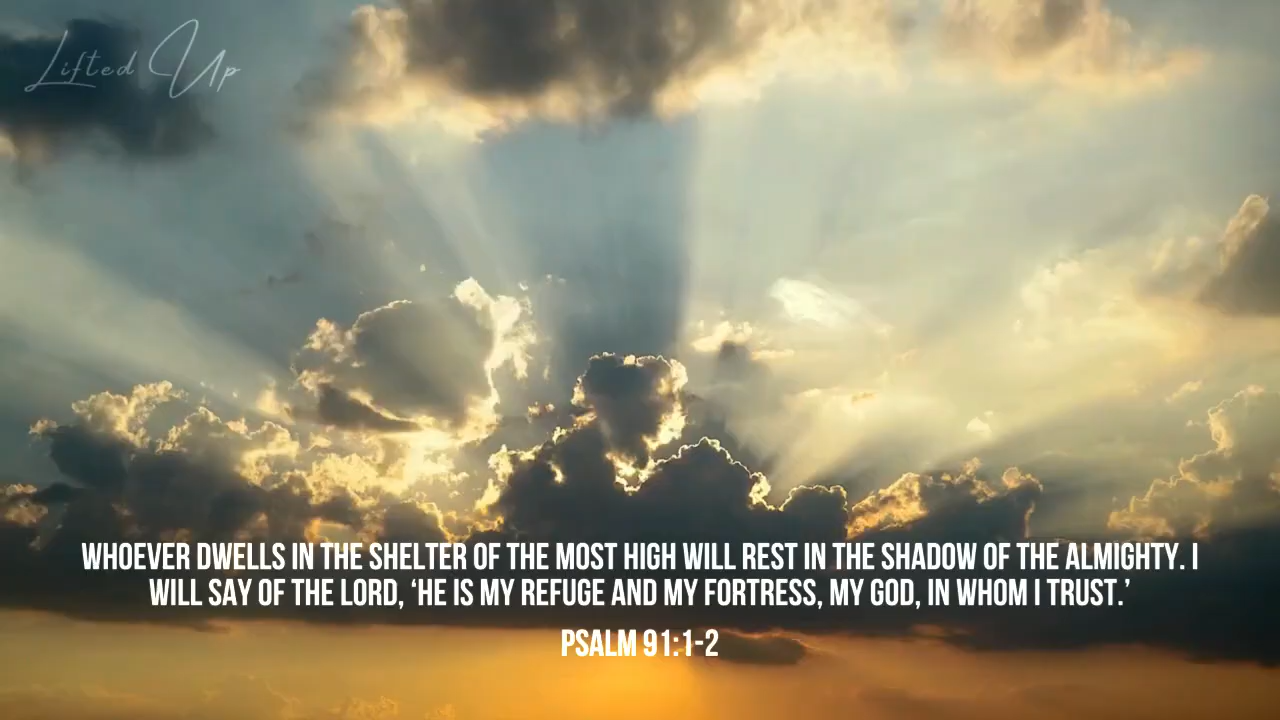 Lifted Up
WHOEVER DWELLS IN THE SHELTER OF THE MOST HIGH WILL REST IN THE SHADOW OF THE ALMIGHTY. I
WILL SAY OF THE LORD, ‘HE IS MY REFUGE AND MY FORTRESS, MY GOD, IN WHOM I TRUST.’
PSALM 91:1-2